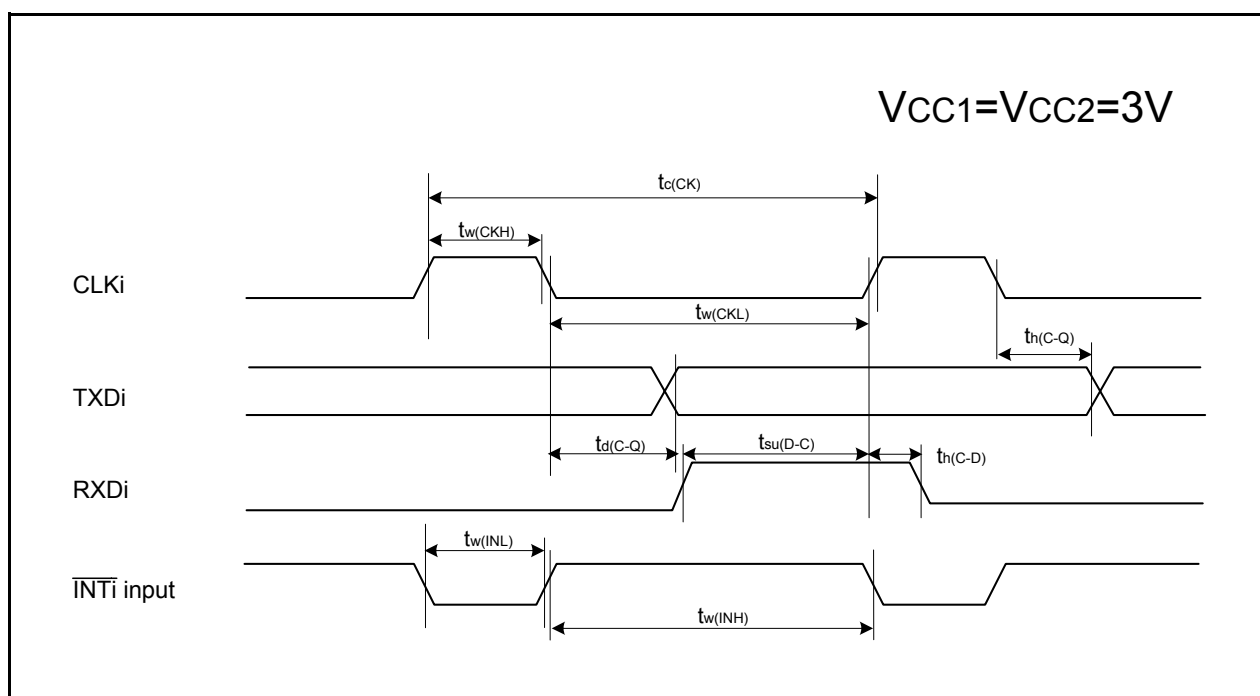 VCC1=VCC2=3V
tc(CK)
tw(CKH)
CLKi
tw(CKL)
th(C-Q)
TXDi
td(C-Q)
tsu(D-C)
th(C-D)
RXDi
tw(INL)
INTi input
tw(INH)